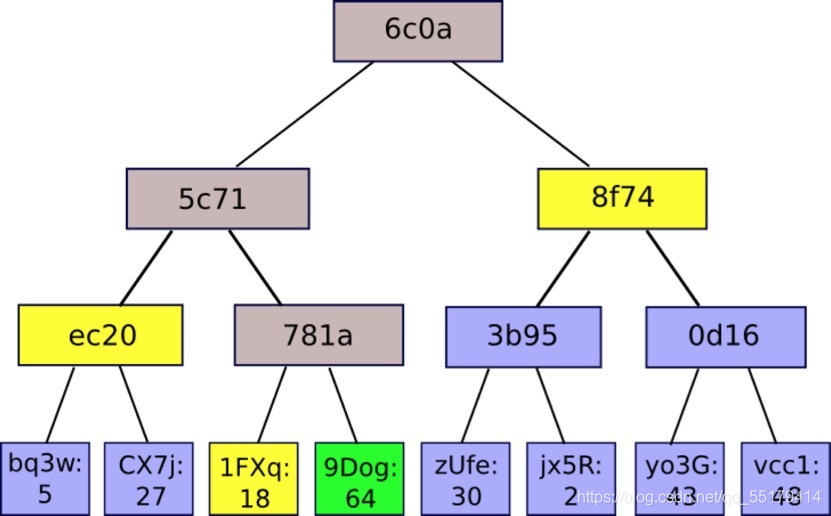 6c0a
5c71
8f74
ec20
781a
3b95
0d16
bq3w:
5
CX7j:
27
1FXq:
18
9Dog:
64
zUfe:
30
jx5R:
2
yo3G:
43
vcc1:
48
https://blog.csdn.net/qq_55179414